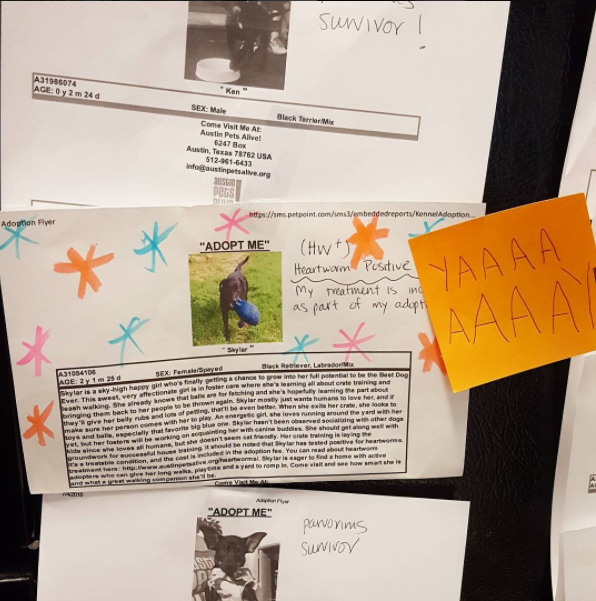 survivor!
" Ken "
A31986074
AGE: 0 y 2 m 24 d
SEX: Male
Black Terrier/Mix
Come Visit Me At:
Austin Pets Alive!
6247 Box
Austin, Texas 78762 USA
512-961-6433
info@austinpetsalive.org
austin
pets
Adoption Flyer
https://sms.petpoint.com/sms3/embeddedreports/KennelAdoption...
"ADOPT ME"
(HW+)
Heartworm Positive
My treatment is inc
as part of my adopt
YAAAA
AAAAAY
" Skylar "
A31054106
SEX: Female/Spayed
Black Retriever, Labrador/Mix
AGE: 2 y 1 m 25 d
Skylar is a sky-high happy girl who's finally getting a chance to grow into her full potential to be the Best Dog
Ever. This sweet, very affectionate girl is in foster care where she's learning all about crate training and
leash walking. She already knows that balls are for fetching and she's hopefully learning the part about
bringing them back to her people to be thrown again. Skylar mostly just wants humans to love her, and if
they'll give her belly rubs and lots of petting, that'll be even better. When she exits her crate, she looks to
make sure her person comes with her to play. An energetic girl, she loves running around the yard with her
toys and balls, especially that favorite big blue one. Skylar hasn't been observed socializing with other dogs
yet, but her fosters will be working on acquainting her with canine buddies. She should get along well with
kids since she loves all humans, but she doesn't seem cat friendly. Her crate training is laying the
groundwork for successful house training. It should be noted that Skylar has tested positive for heartworms.
It's a treatable condition, and the cost is included in the adoption fee. You can read about heartworm
treatment here: http://www.austinpetsalive.org/heartworms/. Skylar is eager to find a home with active
adopters who can give her long walks, playtime and a yard to romp in. Come visit and see how smart she is
and what a great walking companion she'll be.
Come Visit Me At:
7/4/2016
Adoption Flyer
"ADOPT ME"
parvovirus
survivor